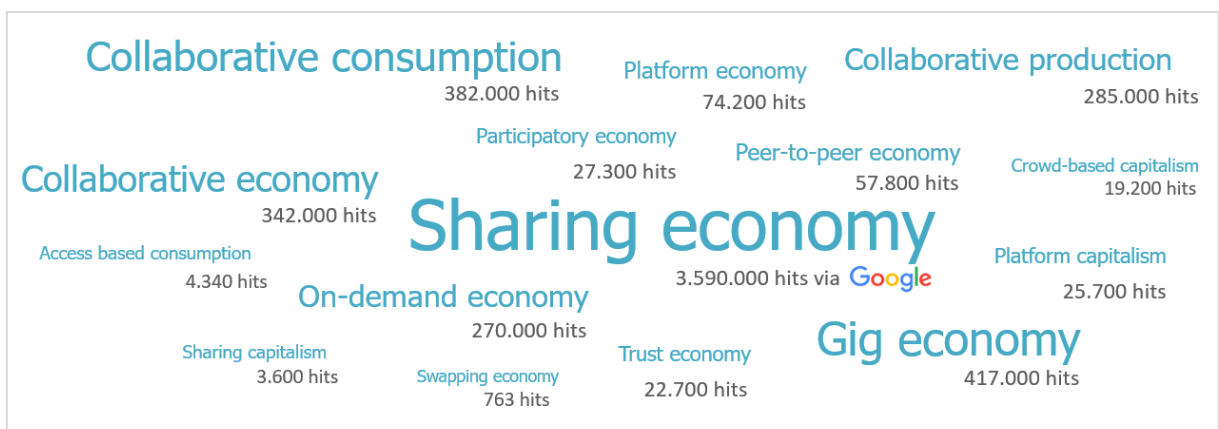 Collaborative consumption
382.000 hits
Platform economy
74.200 hits
Collaborative production
285.000 hits
Participatory economy
27.300 hits
Peer-to-peer economy
57.800 hits
Crowd-based capitalism
19.200 hits
Collaborative economy
342.000 hits
Sharing economy
3.590.000 hits via Google
Access based consumption
4.340 hits
Platform capitalism
25.700 hits
On-demand economy
270.000 hits
Gig economy
417.000 hits
Sharing capitalism
3.600 hits
Swapping economy
763 hits
Trust economy
22.700 hits